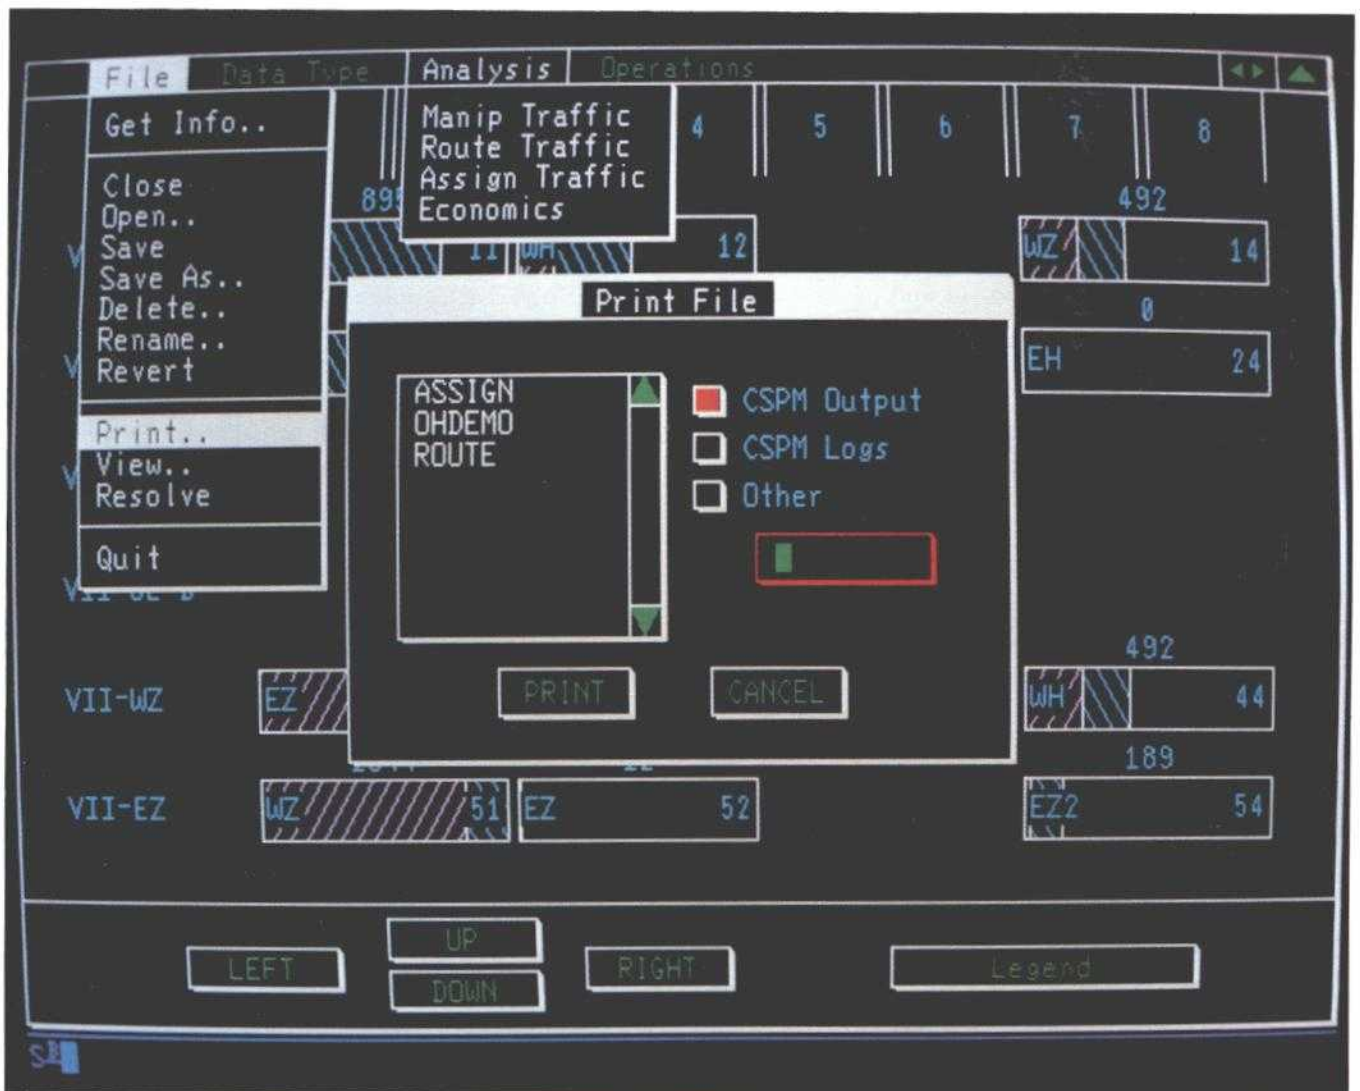 File Data Type Analysis Operations
Get Info..
Close
Open..
Save
Save As..
Delete..
Rename..
Revert
Print..
View..
Resolve
Quit
Manip Traffic
Route Traffic
Assign Traffic
Economics
4 5 6 7 8
895 492
V 11 WH 12 WZ 14
0
V EH 24
V
Print File
ASSIGN
OHDEMO
ROUTE
CSPM Output
CSPM Logs
Other
PRINT CANCEL
492
VII-WZ EZ WH 44
189
VII-EZ WZ 51 EZ 52 EZ2 54
LEFT UP DOWN RIGHT Legend